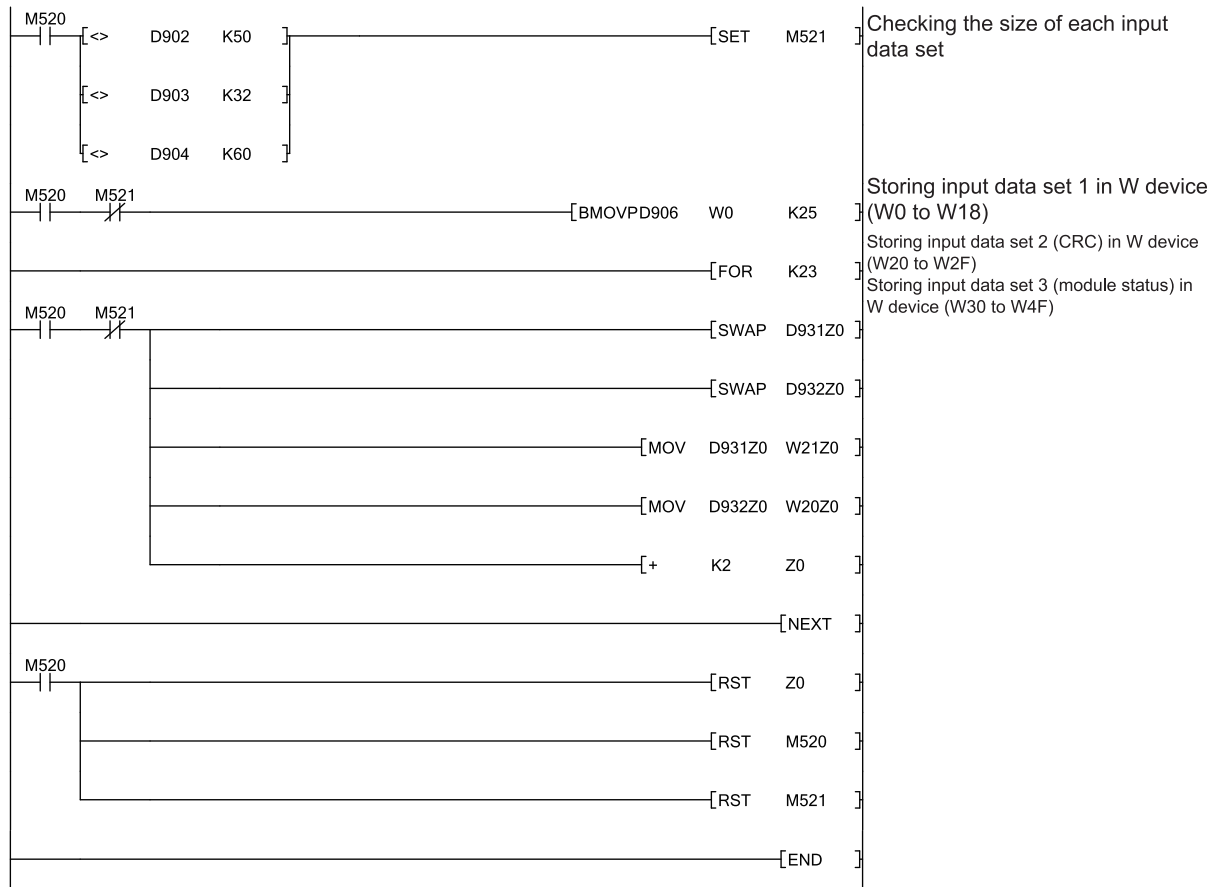 M520
[<> D902 K50 ] [SET M521 ] Checking the size of each input
data set
[<> D903 K32 ]
[<> D904 K60 ]
M520 M521
[BMOVPD906 W0 K25 ] Storing input data set 1 in W device
(W0 to W18)
Storing input data set 2 (CRC) in W device
(W20 to W2F)
[FOR K23 ]
Storing input data set 3 (module status) in
W device (W30 to W4F)
M520 M521
[SWAP D931Z0 ]
[SWAP D932Z0 ]
[MOV D931Z0 W21Z0 ]
[MOV D932Z0 W20Z0 ]
[+ K2 Z0 ]
[NEXT ]
M520
[RST Z0 ]
[RST M520 ]
[RST M521 ]
[END ]